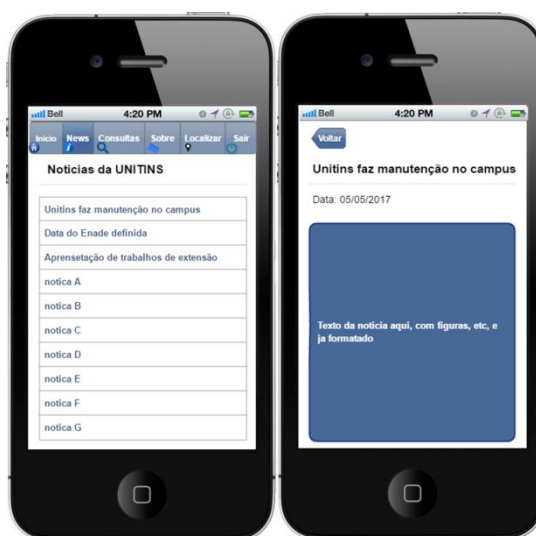 Bell 4:20 PM
Inicio News Consultas Sobre Localizar Sair
Noticias da UNITINS
Unitins faz manutenção no campus
Data do Enade definida
Aprensetação de trabalhos de extensão
notica A
notica B
notica C
notica D
notica E
notica F
notica G
Bell 4:20 PM
Voltar
Unitins faz manutenção no campus
Data: 05/05/2017
Texto da noticia aqui, com figuras, etc, e
ja formatado